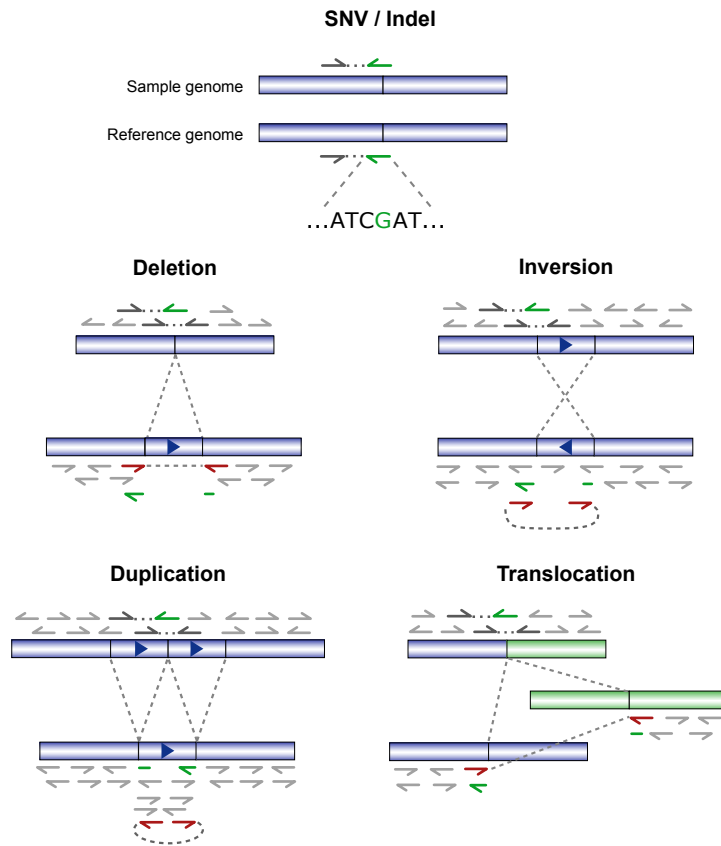 SNV / Indel
Sample genome
Reference genome
...ATCGAT...
Deletion
Inversion
Duplication
Translocation